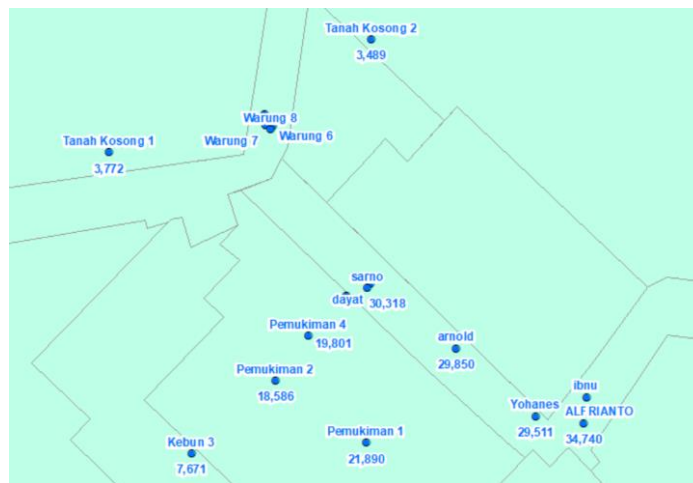 Tanah Kosong 2
3,489
Warung 8
Warung 7
Warung 6
Tanah Kosong 1
3,772
sarno
dayat
30,318
Pemukiman 4
19,801
arnold
29,850
Pemukiman 2
18,586
ibnu
Yohanes
ALFRIANTO
29,511
34,740
Pemukiman 1
21,890
Kebun 3
7,671